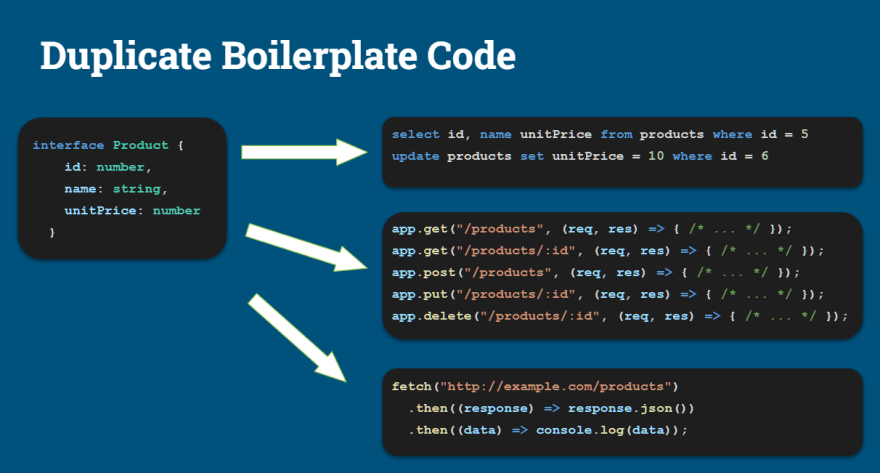 Duplicate Boilerplate Code
interface Product {
id: number,
name: string,
unitPrice: number
}
select id, name unitPrice from products where id = 5
update products set unitPrice = 10 where id = 6
app.get("/products", (req, res) => { /* ... */ });
app.get("/products/:id", (req, res) => { /* ... */ });
app.post("/products", (req, res) => { /* ... */ });
app.put("/products/:id", (req, res) => { /* ... */ });
app.delete("/products/:id", (req, res) => { /* ... */ });
fetch("http://example.com/products")
.then((response) => response.json())
.then((data) => console.log(data));